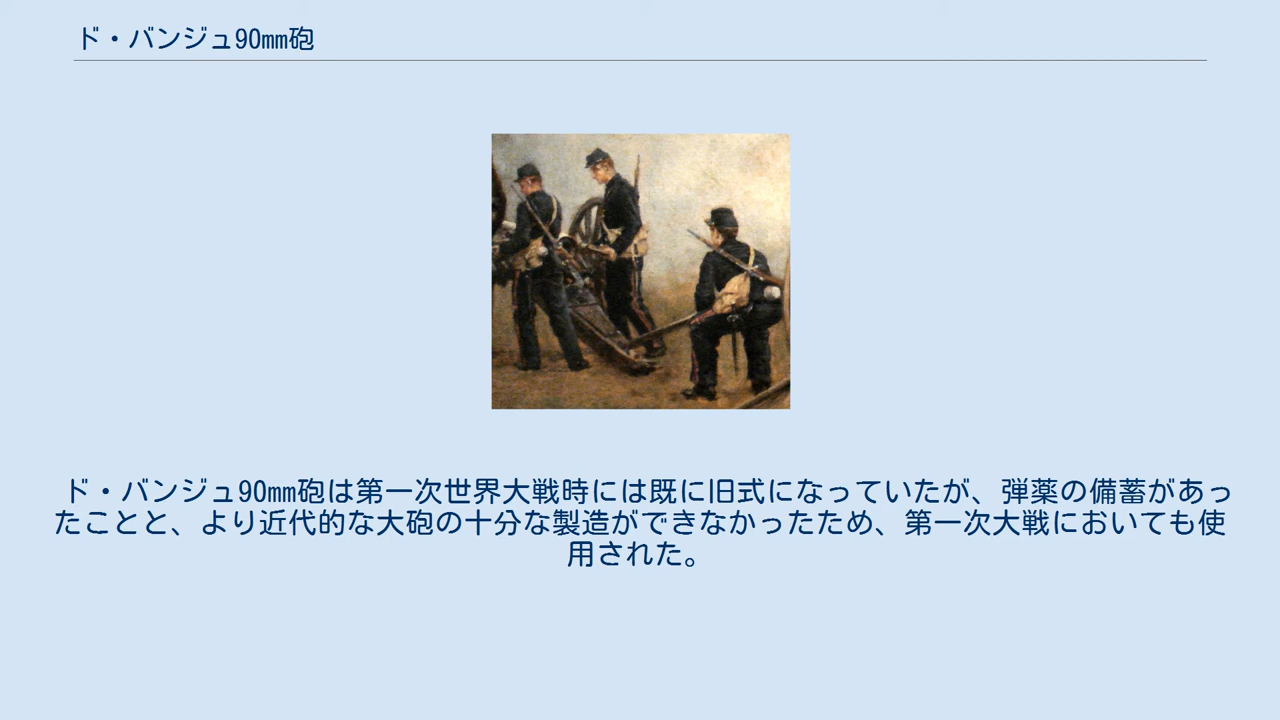 ド・バンジュ90mm砲
ド・バンジュ90mm砲は第一次世界大戦時には既に旧式になっていたが、弾薬の備蓄があっ
たことと、より近代的な大砲の十分な製造ができなかったため、第一次大戦においても使
用された。